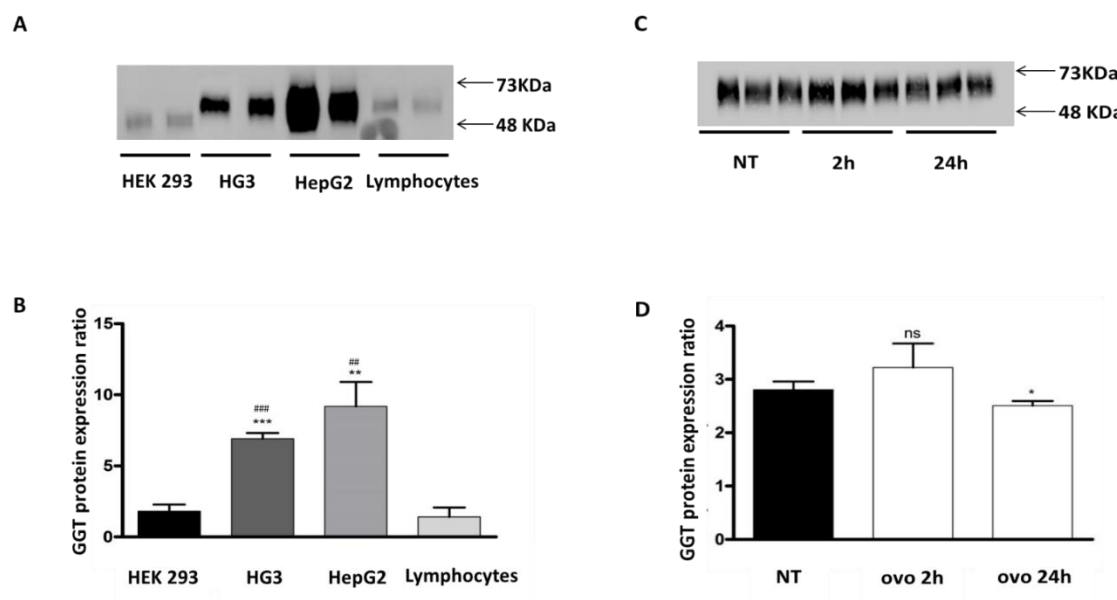 A
73KDa
48 KDa
HEK 293 HG3 HepG2 Lymphocytes
B
GGT protein expression ratio
15
10
5
0
###
***
##
**
HEK 293 HG3 HepG2 Lymphocytes
C
73KDa
48 KDa
NT 2h 24h
D
GGT protein expression ratio
4
3
2
1
0
ns
*
NT ovo 2h ovo 24h